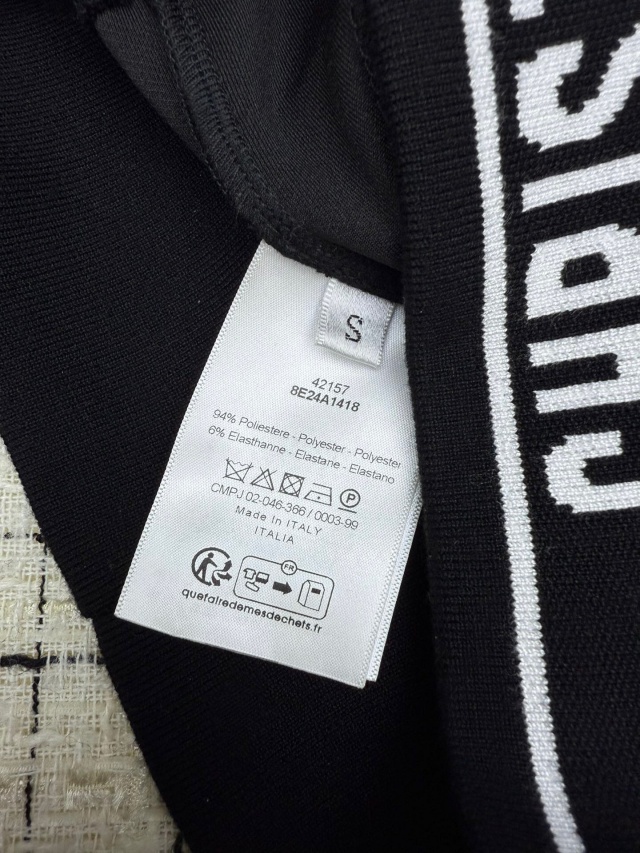 S
42157
8E24A1418
94% Poliestere - Polyester - Polyester
6% Elasthanne - Elastane - Elastano
P
CMPJ 02-046-366 / 0003-99
Made in ITALY
ITALIA
FR
quefairedemesdechets.fr
CHRIS